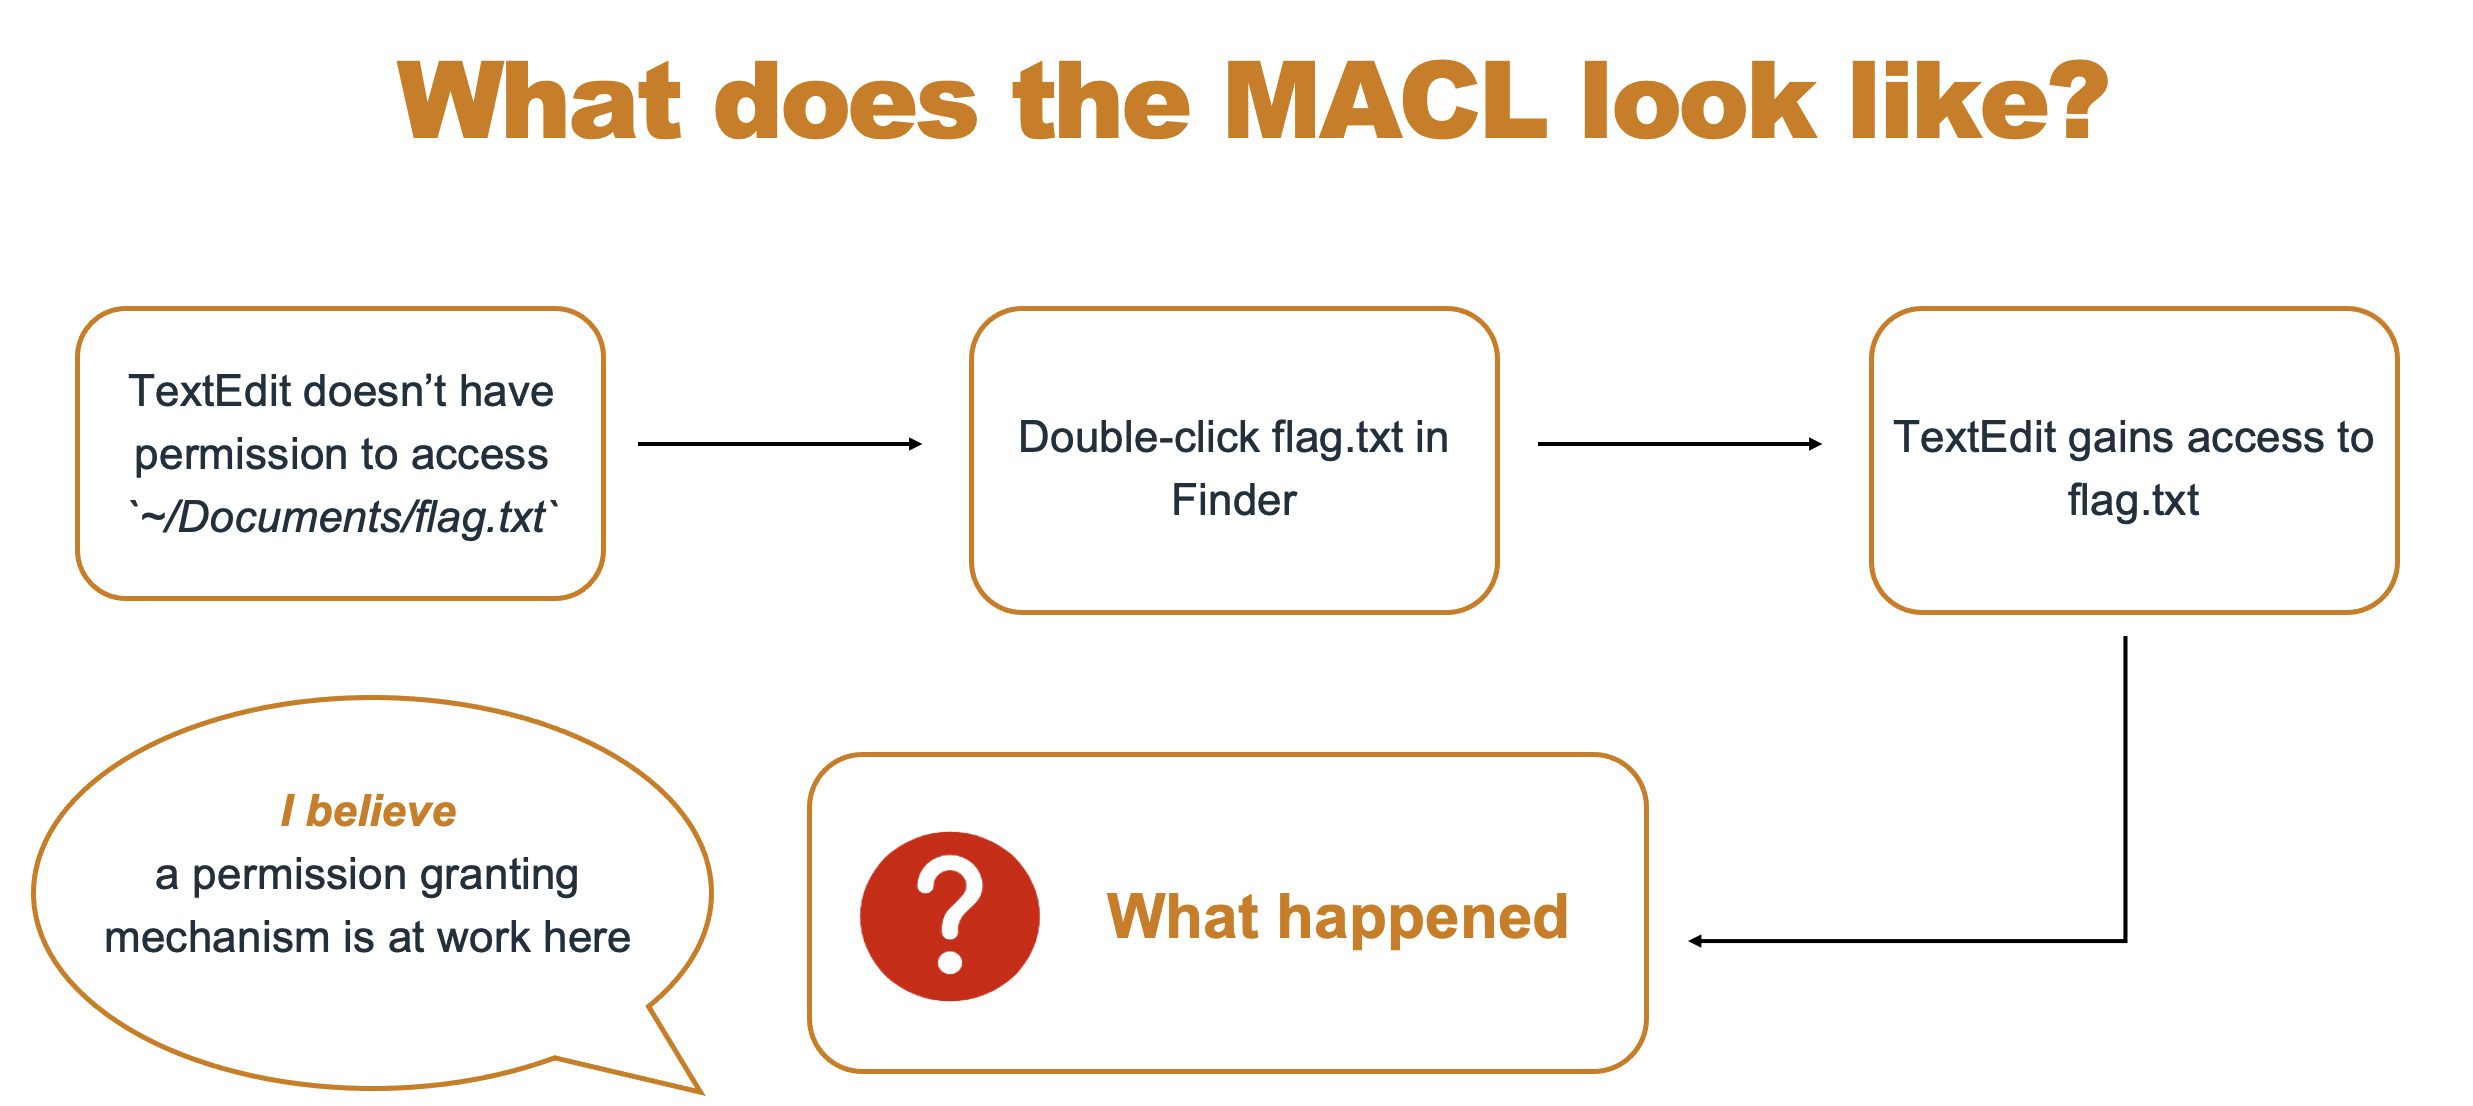 What does the MACL look like?
TextEdit doesn’t have
permission to access
`~/Documents/flag.txt`
Double-click flag.txt in
Finder
TextEdit gains access to
flag.txt
I believe
a permission granting
mechanism is at work here
What happened